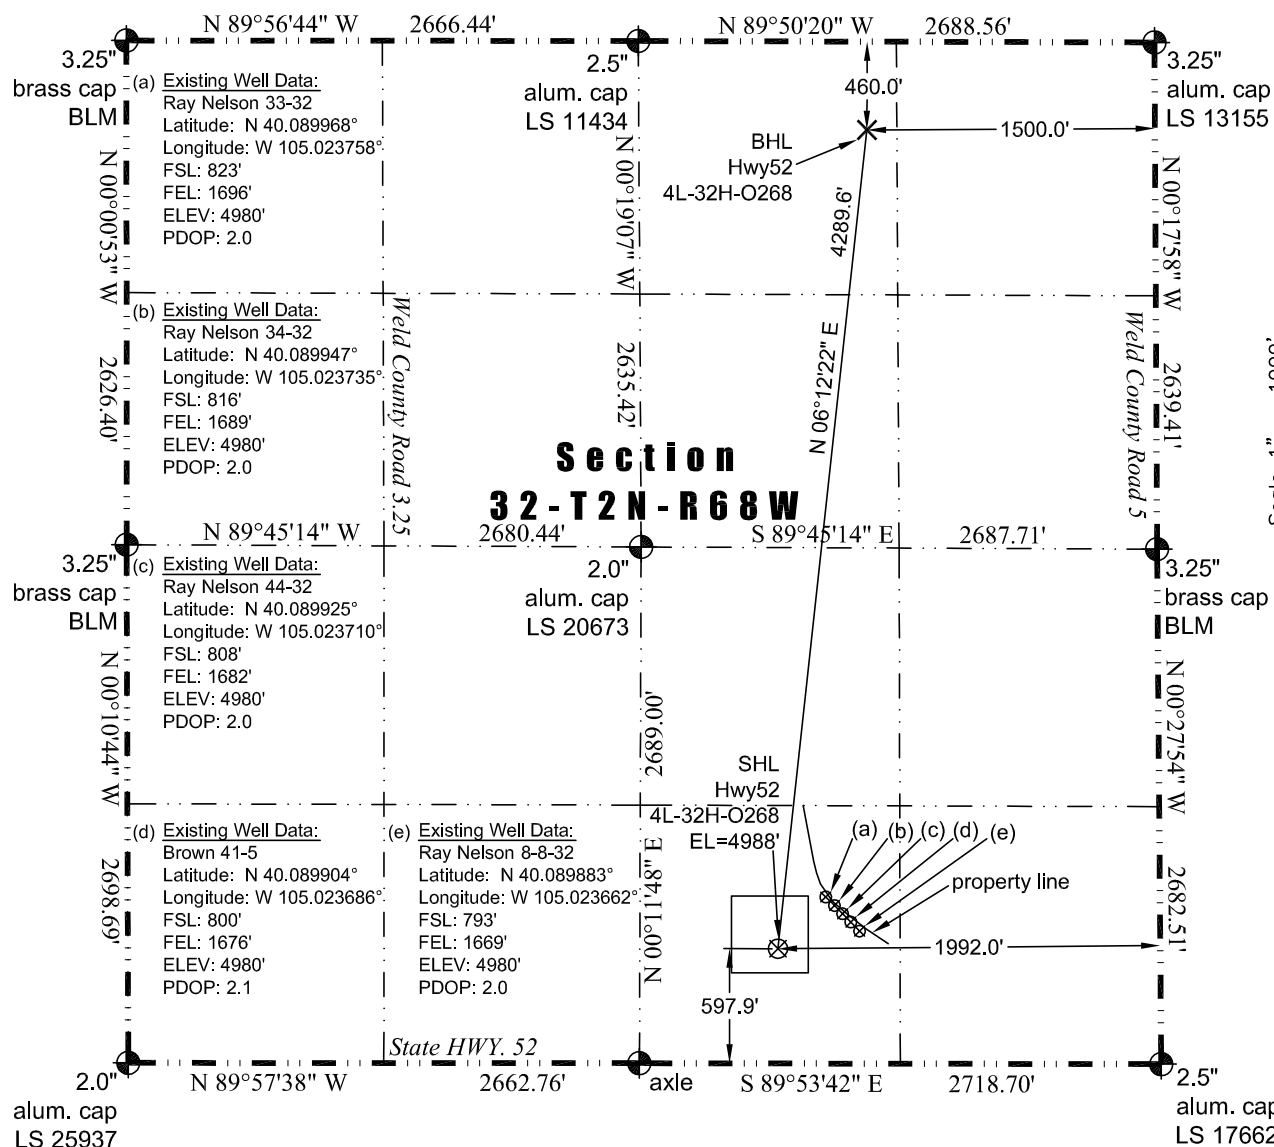 N 89°56'44" W 2666.44' N 89°50'20" W 2688.56'
3.25"
brass cap
BLM
2.5"
alum. cap
LS 11434
3.25"
alum. cap
LS 13155
(a) Existing Well Data:
Ray Nelson 33-32
Latitude: N 40.089968°
Longitude: W 105.023758°
FSL: 823'
FEL: 1696'
ELEV: 4980'
PDOP: 2.0
460.0'
1500.0'
BHL
Hwy52
4L-32H-O268
N 00°00'53" W
2626.40'
N 00°19'07" W
2635.42'
4289.6'
N 06°12'22" E
N 00°17'58" W
2639.41'
(b) Existing Well Data:
Ray Nelson 34-32
Latitude: N 40.089947°
Longitude: W 105.023735°
FSL: 816'
FEL: 1689'
ELEV: 4980'
PDOP: 2.0
Weld County Road 3.25
Weld County Road 5
Section
32-T2N-R68W
N 89°45'14" W 2680.44' S 89°45'14" E 2687.71'
3.25"
brass cap
BLM
2.0"
alum. cap
LS 20673
3.25"
brass cap
BLM
(c) Existing Well Data:
Ray Nelson 44-32
Latitude: N 40.089925°
Longitude: W 105.023710°
FSL: 808'
FEL: 1682'
ELEV: 4980'
PDOP: 2.0
N 00°10'44" W
2698.69'
2689.00'
N 00°11'48" E
N 00°27'54" W
2682.51'
SHL
Hwy52
4L-32H-O268
EL=4988'
(a) (b) (c) (d) (e)
property line
1992.0'
597.9'
(d) Existing Well Data:
Brown 41-5
Latitude: N 40.089904°
Longitude: W 105.023686°
FSL: 800'
FEL: 1676'
ELEV: 4980'
PDOP: 2.1
(e) Existing Well Data:
Ray Nelson 8-8-32
Latitude: N 40.089883°
Longitude: W 105.023662°
FSL: 793'
FEL: 1669'
ELEV: 4980'
PDOP: 2.0
State HWY. 52
N 89°57'38" W 2662.76' axle S 89°53'42" E 2718.70'
2.0"
alum. cap
LS 25937
2.5"
alum. cap
LS 17662